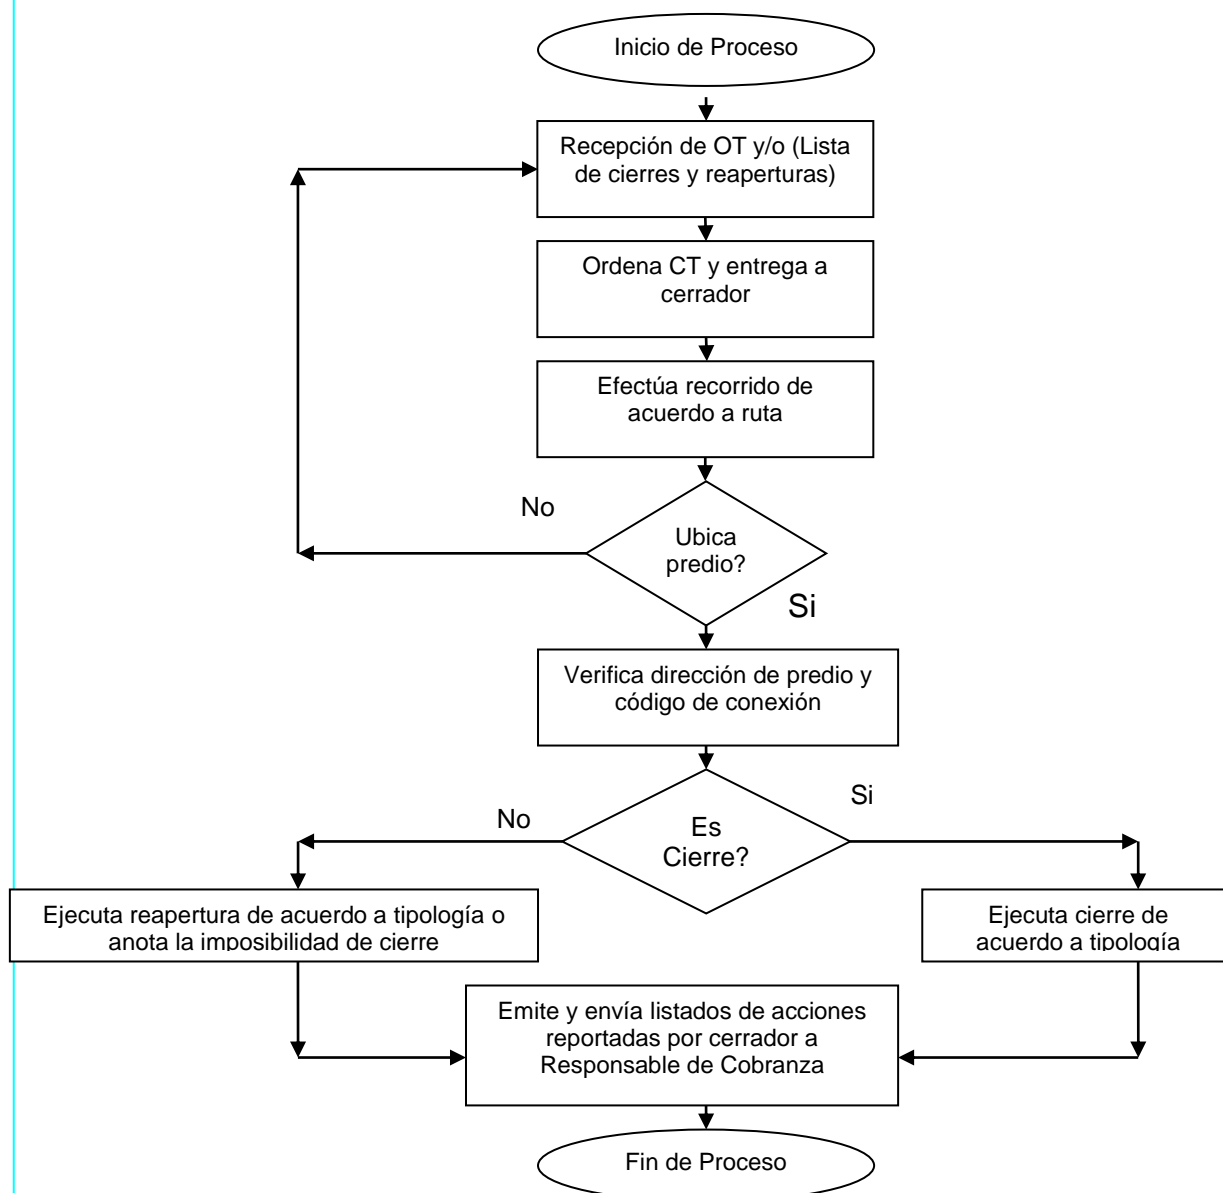 Inicio de Proceso
Recepción de OT y/o (Lista
de cierres y reaperturas)
Ordena CT y entrega a
cerrador
Efectúa recorrido de
acuerdo a ruta
No
Ubica
predio?
Si
Verifica dirección de predio y
código de conexión
Si
No
Es
Cierre?
Ejecuta reapertura de acuerdo a tipología o
anota la imposibilidad de cierre
Ejecuta cierre de
acuerdo a tipología
Emite y envía listados de acciones
reportadas por cerrador a
Responsable de Cobranza
Fin de Proceso